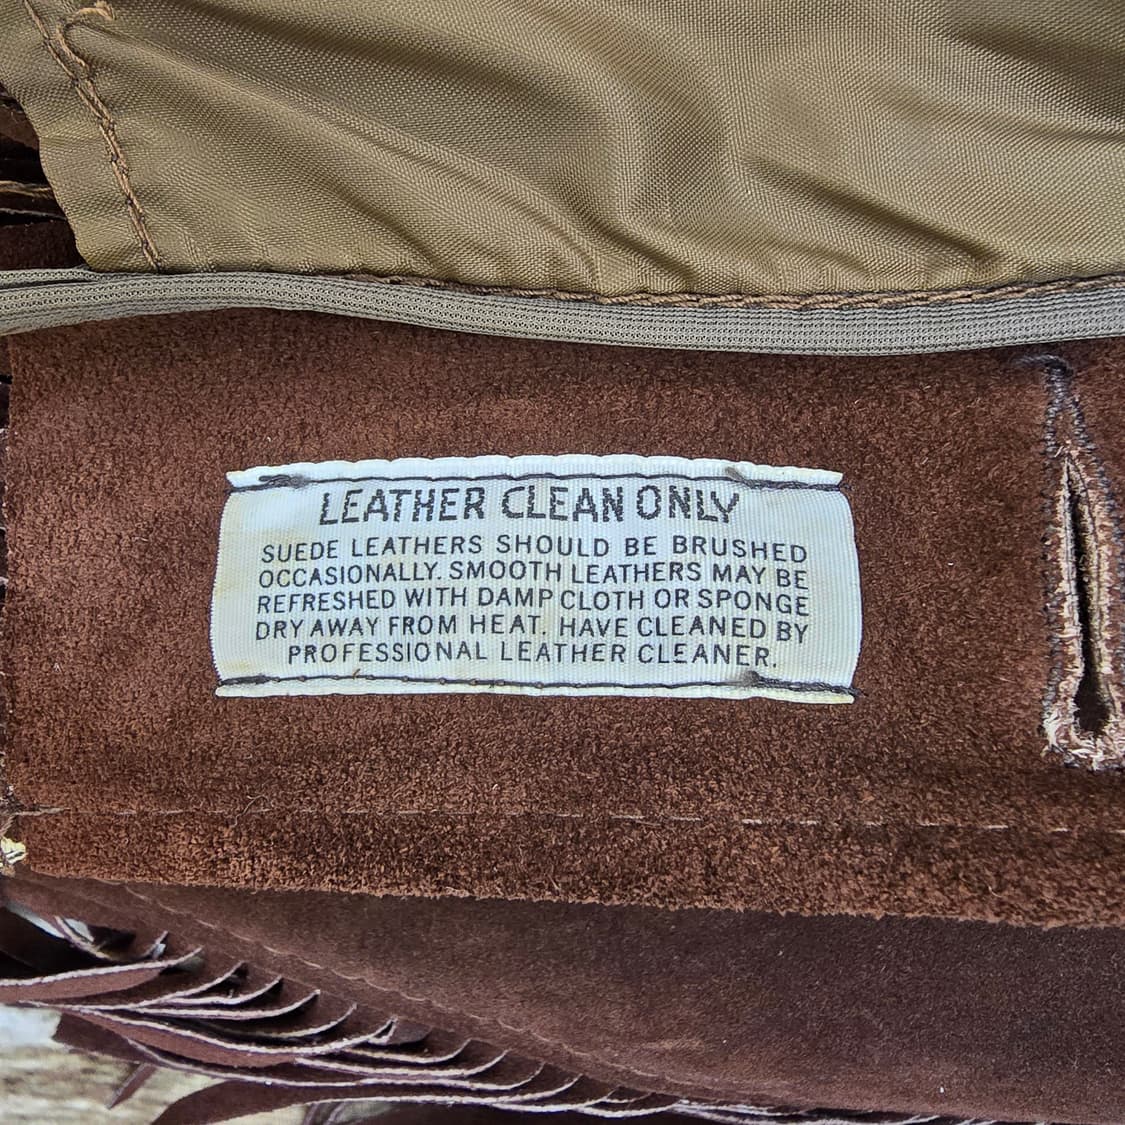 LEATHER CLEAN ONLY
SUEDE LEATHERS SHOULD BE BRUSHED
OCCASIONALLY. SMOOTH LEATHERS MAY BE
REFRESHED WITH DAMP CLOTH OR SPONGE
DRY AWAY FROM HEAT. HAVE CLEANED BY
PROFESSIONAL LEATHER CLEANER.